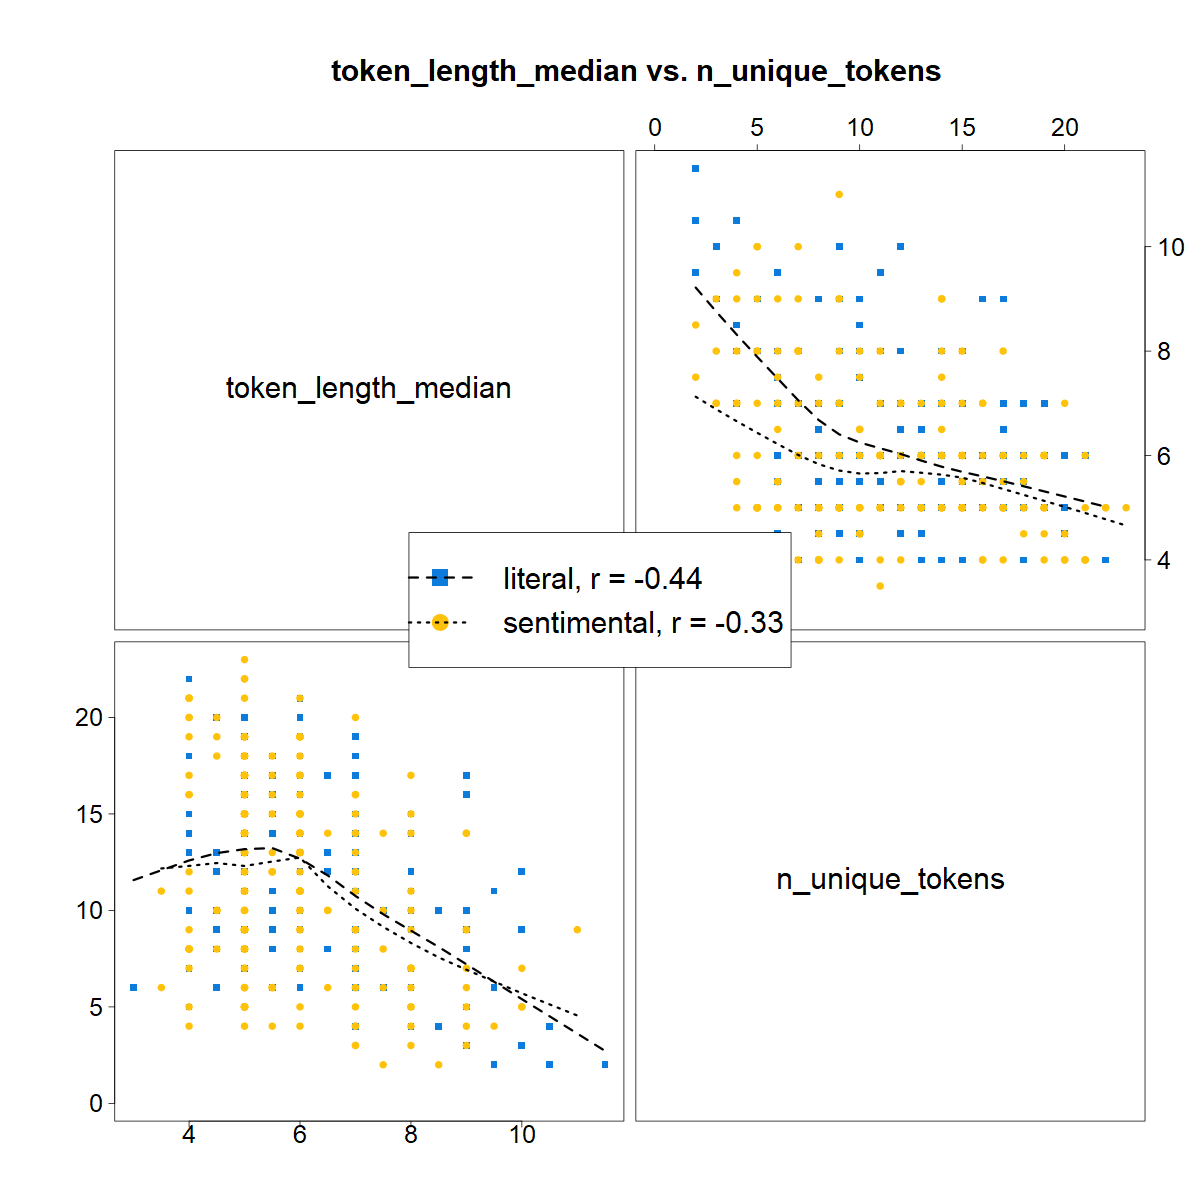 token_length_median vs. n_unique_tokens
0 5 10 15 20
token_length_median
10
8
6
4
literal, r = -0.44
sentimental, r = -0.33
20
15
10
5
0
n_unique_tokens
4 6 8 10